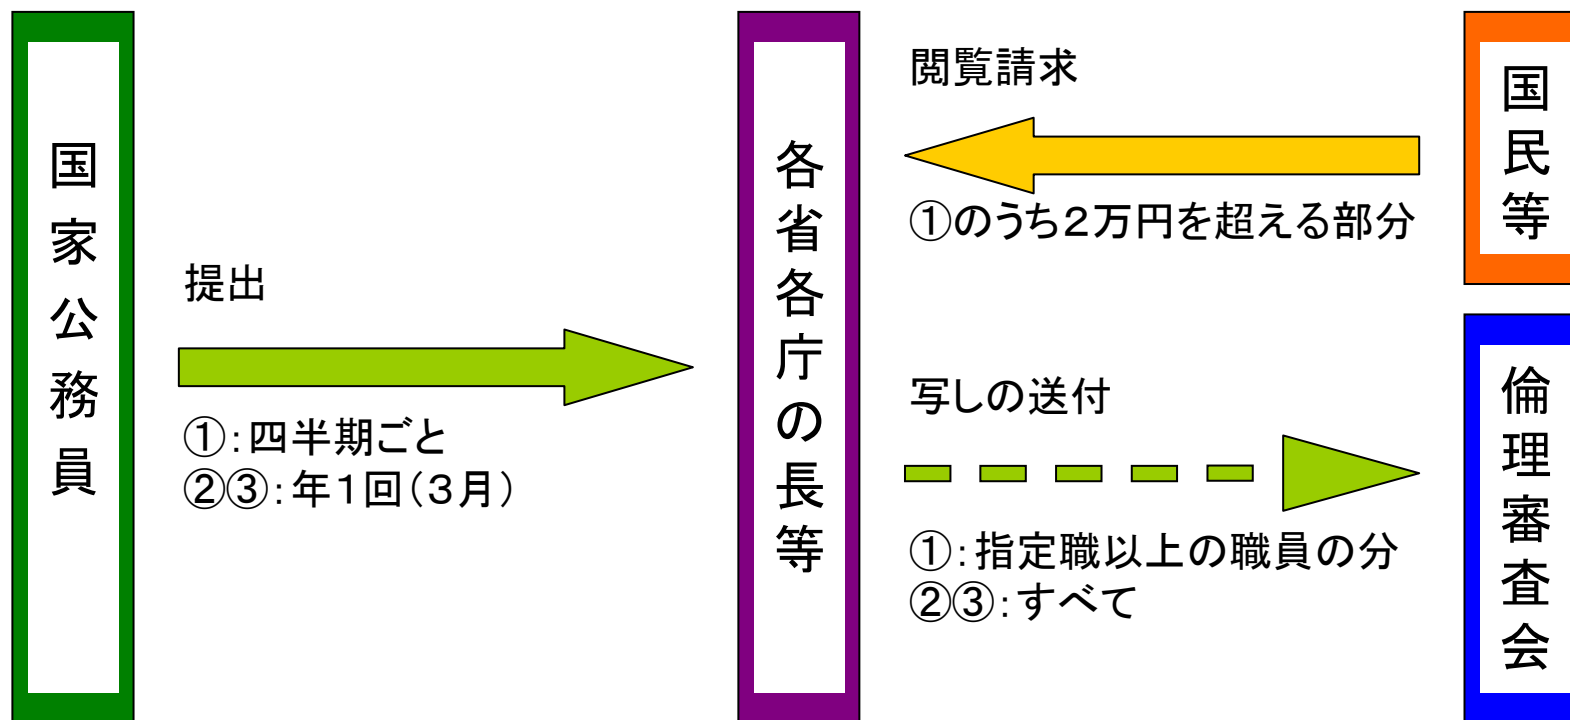 国家公務員
提出
①:四半期ごと
②③:年1回(3月)
各省各庁の長等
閲覧請求
①のうち2万円を超える部分
国民等
写しの送付
①:指定職以上の職員の分
②③:すべて
倫理審査会